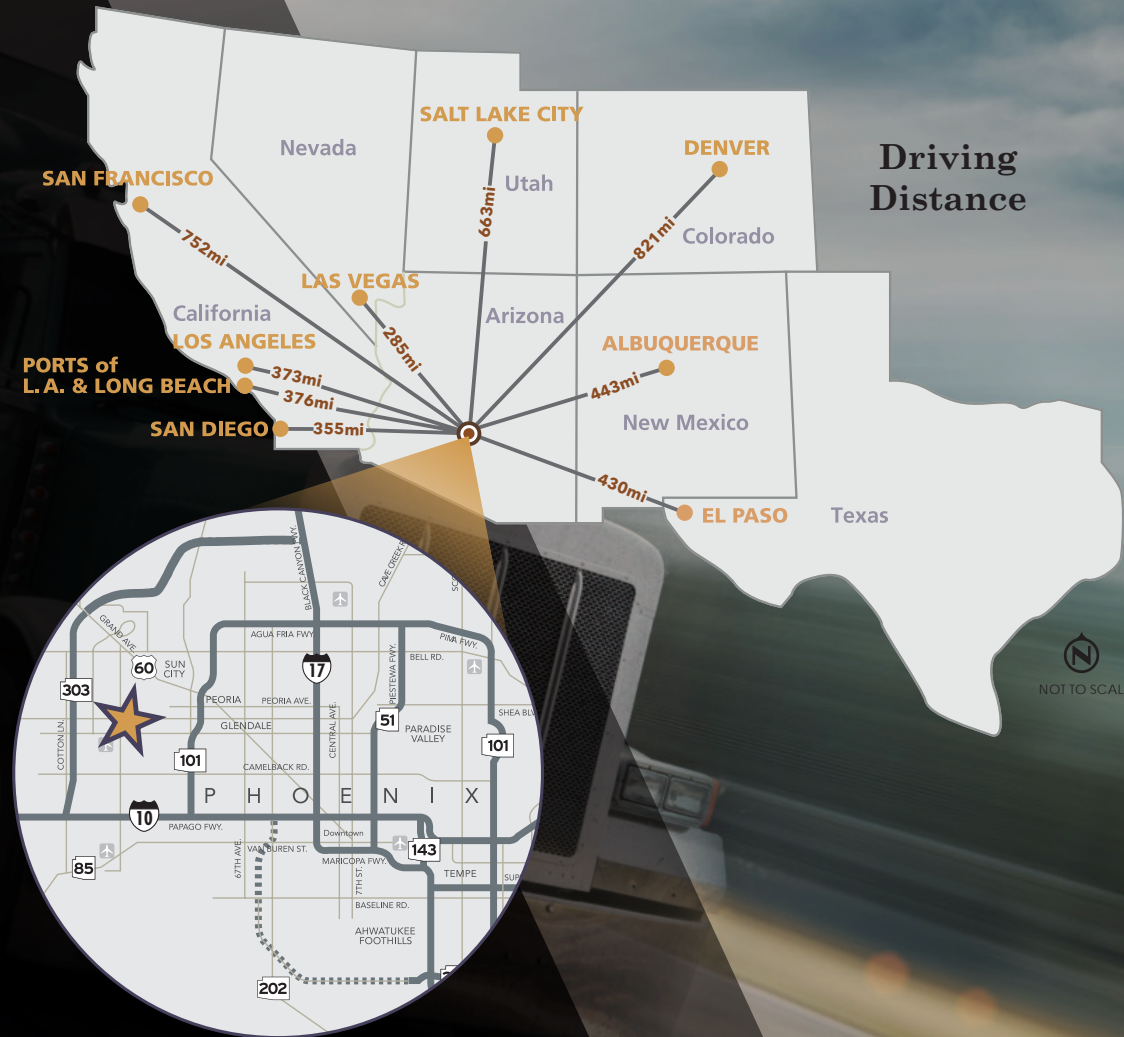 SALT LAKE CITY
Nevada
DENVER
Driving
Distance
SAN FRANCISCO
Utah
663mi
821mi
Colorado
752mi
LAS VEGAS
California
Arizona
285mi
LOS ANGELES
ALBUQUERQUE
PORTS of
L.A. & LONG BEACH
373mi
376mi
443mi
New Mexico
SAN DIEGO
355mi
430mi
EL PASO
Texas
N
NOT TO SCAL
BLACK CANYON FWY.
CAVE CREEK R
SCO
GRAND AVE.
AGUA FRIA FWY.
PIMA FWY.
BELL RD.
60
SUN
CITY
17
PIESTEWA FWY.
303
PEORIA
PEORIA AVE.
51
SHEA BLV
GLENDALE
CENTRAL AVE.
PARADISE
VALLEY
COTTON LN.
101
101
CAMELBACK RD.
PHOENIX
10
PAPAGO FWY.
Downtown
67TH AVE.
VAN BUREN ST.
143
MARICOPA FWY.
85
7TH ST.
TEMPE
SUP
BASELINE RD.
AHWATUKEE
FOOTHILLS
202